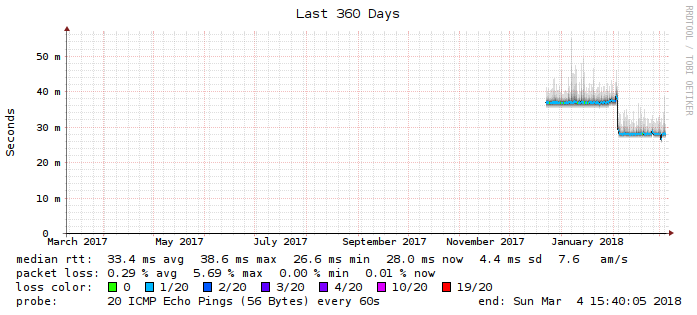 Last 360 Days
RRDTOOL / TOBI OETIKER
Seconds
50 m
40 m
30 m
20 m
10 m
0
March 2017 May 2017 July 2017 September 2017 November 2017 January 2018
median rtt: 33.4 ms avg 38.6 ms max 26.6 ms min 28.0 ms now 4.4 ms sd 7.6 am/s
packet loss: 0.29 % avg 5.69 % max 0.00 % min 0.01 % now
loss color: 0 1/20 2/20 3/20 4/20 10/20 19/20
probe: 20 ICMP Echo Pings (56 Bytes) every 60s end: Sun Mar 4 15:40:05 2018